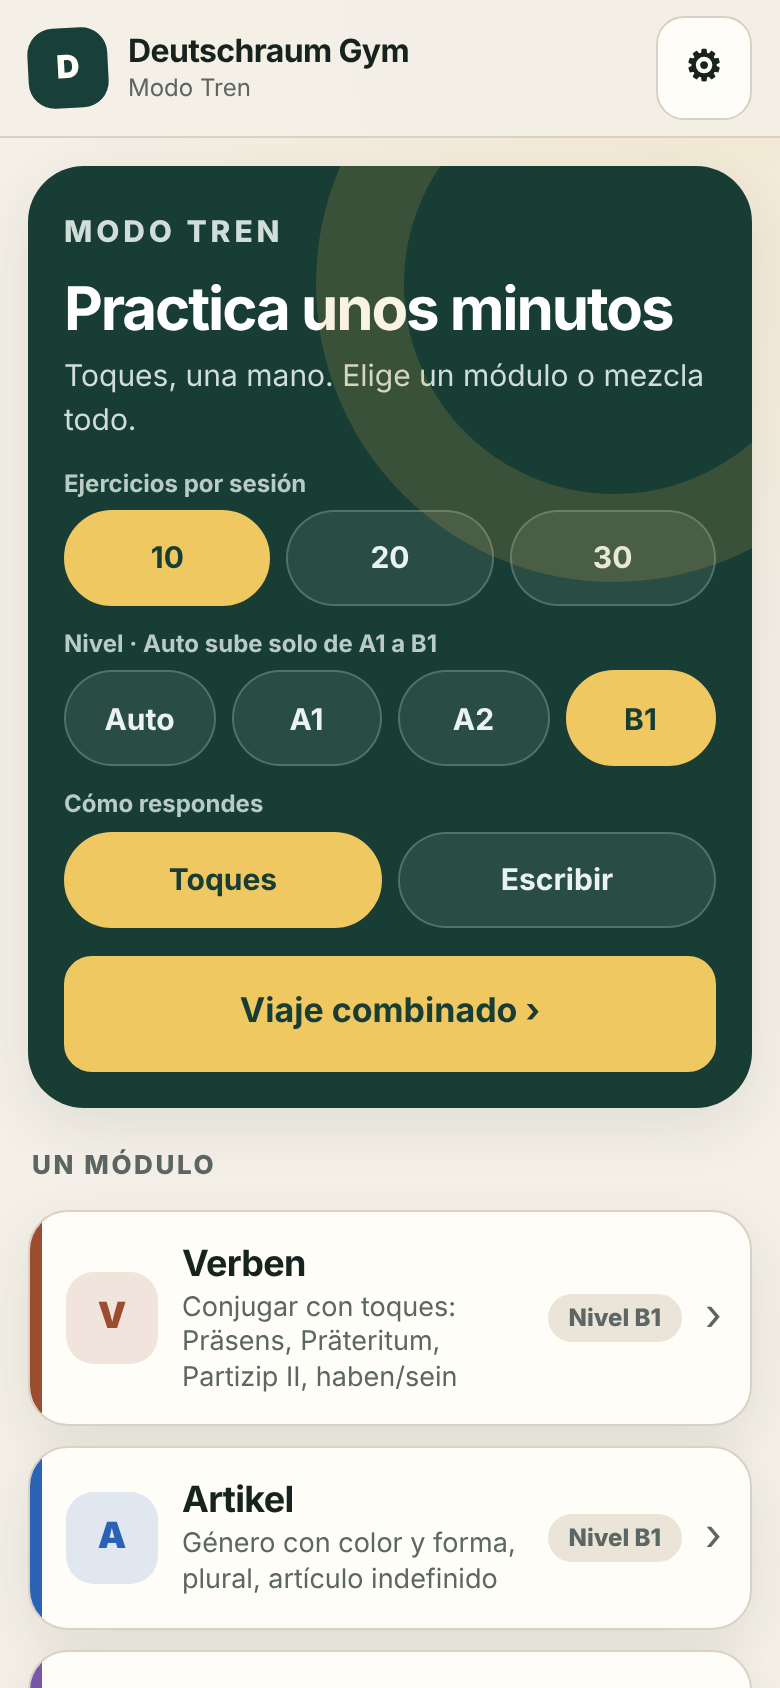 D
Deutschraum Gym
Modo Tren
⚙
MODO TREN
Practica unos minutos
Toques, una mano. Elige un módulo o mezcla
todo.
Ejercicios por sesión
10
20
30
Nivel · Auto sube solo de A1 a B1
Auto
A1
A2
B1
Cómo respondes
Toques
Escribir
Viaje combinado ›
UN MÓDULO
V
Verben
Conjugar con toques:
Präsens, Präteritum,
Partizip II, haben/sein
Nivel B1 ›
A
Artikel
Género con color y forma,
plural, artículo indefinido
Nivel B1 ›